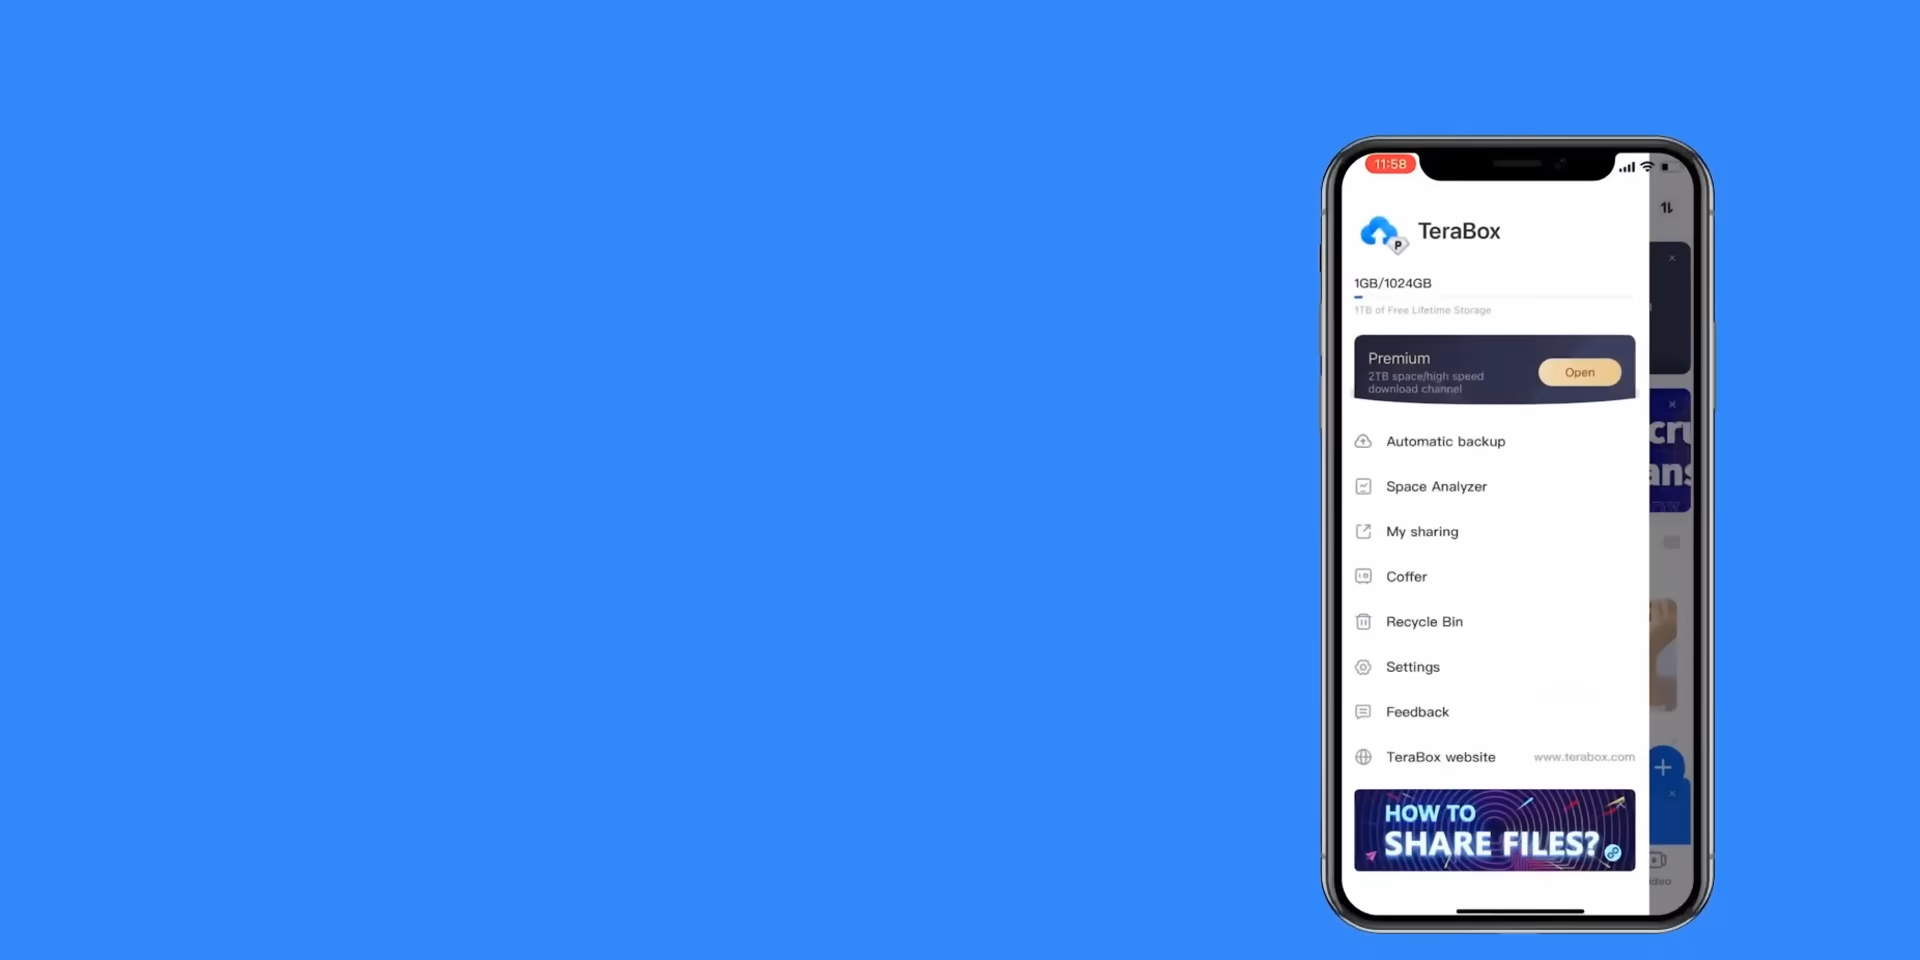 11:58
TeraBox
P
1GB/1024GB
1TB of Free Lifetime Storage
Premium
2TB space/high speed
download channel
Open
Automatic backup
Space Analyzer
My sharing
Coffer
Recycle Bin
Settings
Feedback
TeraBox website www.terabox.com
HOW TO
SHARE FILES?